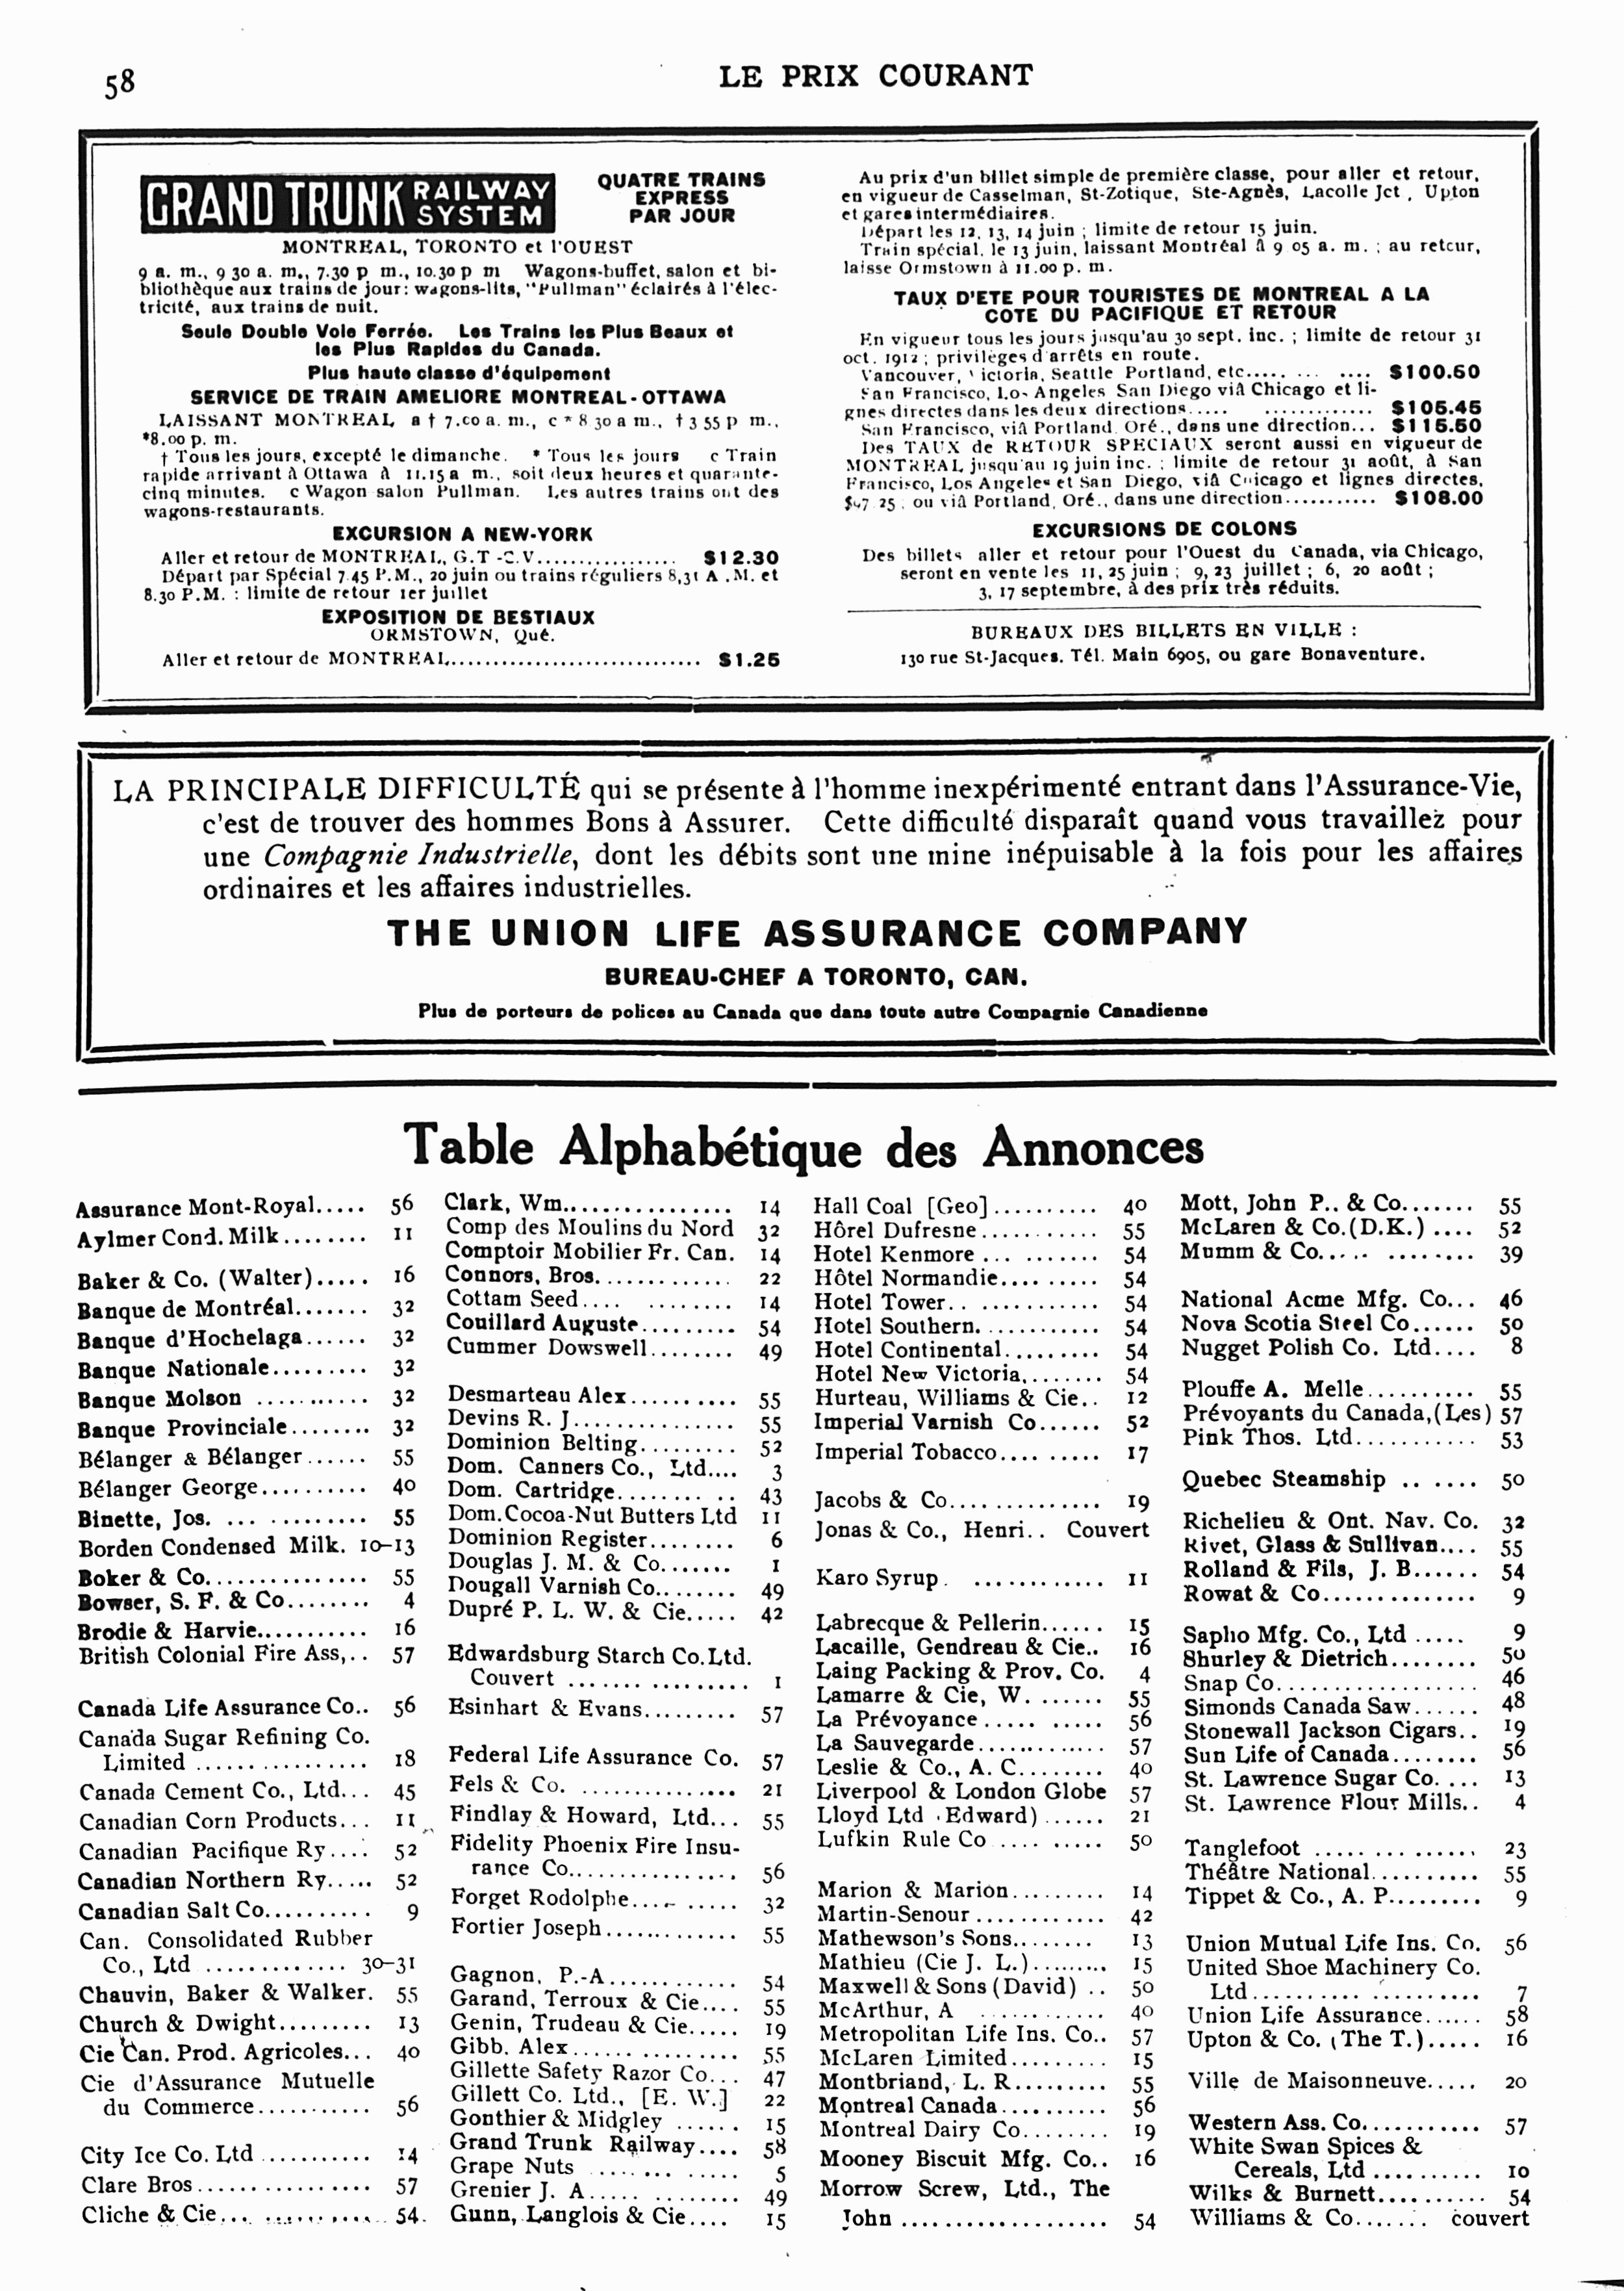 58
LE PRIX COURANT
GRAND TRUNK RAILWAY SYSTEM
QUATRE TRAINS
EXPRESS
PAR JOUR
MONTREAL, TORONTO et l'OUEST
9 a. m., 9 30 a. m., 7.30 p m., 10.30 p m Wagons-buffet, salon et bi-
bliothèque aux trains de jour: wagons-lits, "Pullman" éclairés à l'élec-
tricité, aux trains de nuit.
Seule Double Voie Ferrée. Les Trains les Plus Beaux et
les Plus Rapides du Canada.
Plus haute classe d'équipement
SERVICE DE TRAIN AMELIORE MONTREAL-OTTAWA
LAISSANT MONTREAL a † 7.00 a. m., c * 8 30 a m., † 3 55 p m.,
*8.00 p. m.
† Tous les jours, excepté le dimanche. * Tous les jours c Train
rapide arrivant à Ottawa à 11.15 a m., soit deux heures et quarante-
cinq minutes. c Wagon salon Pullman. Les autres trains ont des
wagons-restaurants.
EXCURSION A NEW-YORK
Aller et retour de MONTREAL, G.T -C.V................. $12.30
Départ par Spécial 7.45 P.M., 20 juin ou trains réguliers 8,31 A .M. et
8.30 P.M. : limite de retour 1er juillet
EXPOSITION DE BESTIAUX
ORMSTOWN, Qué.
Aller et retour de MONTREAL.............................. $1.25
Au prix d'un billet simple de première classe, pour aller et retour,
en vigueur de Casselman, St-Zotique, Ste-Agnès, Lacolle Jct , Upton
et gares intermédiaires.
Départ les 12, 13, 14 juin ; limite de retour 15 juin.
Train spécial, le 13 juin, laissant Montréal à 9 05 a. m. ; au retour,
laisse Ormstown à 11.00 p. m.
TAUX D'ETE POUR TOURISTES DE MONTREAL A LA
COTE DU PACIFIQUE ET RETOUR
En vigueur tous les jours jusqu'au 30 sept. inc. ; limite de retour 31
oct. 1912 ; privilèges d'arrêts en route.
Vancouver, Victoria, Seattle Portland, etc..... ... .... $100.50
San Francisco, Los Angeles San Diego viâ Chicago et li-
gnes directes dans les deux directions..... ............. $105.45
San Francisco, viâ Portland. Oré., dans une direction... $115.50
Des TAUX de RETOUR SPECIAUX seront aussi en vigueur de
MONTREAL jusqu'au 19 juin inc. ; limite de retour 31 août, à San
Francisco, Los Angeles et San Diego, viâ Chicago et lignes directes,
ou viâ Portland, Oré., dans une direction........... $108.00
EXCURSIONS DE COLONS
Des billets aller et retour pour l'Ouest du Canada, via Chicago,
seront en vente les 11, 25 juin ; 9, 23 juillet ; 6, 20 août ;
3, 17 septembre, à des prix très réduits.
BUREAUX DES BILLETS EN VILLE :
130 rue St-Jacques. Tél. Main 6905, ou gare Bonaventure.
LA PRINCIPALE DIFFICULTÉ qui se présente à l'homme inexpérimenté entrant dans l'Assurance-Vie,
c'est de trouver des hommes Bons à Assurer. Cette difficulté disparaît quand vous travaillez pour
une Compagnie Industrielle, dont les débits sont une mine inépuisable à la fois pour les affaires
ordinaires et les affaires industrielles.
THE UNION LIFE ASSURANCE COMPANY
BUREAU-CHEF A TORONTO, CAN.
Plus de porteurs de polices au Canada que dans toute autre Compagnie Canadienne
Table Alphabétique des Annonces
Assurance Mont-Royal..... 56
Aylmer Cond. Milk ........ 11
Baker & Co. (Walter)..... 16
Banque de Montréal....... 32
Banque d'Hochelaga...... 32
Banque Nationale......... 32
Banque Molson ........... 32
Banque Provinciale........ 32
Bélanger & Bélanger ...... 55
Bélanger George.......... 40
Binette, Jos. ... ......... 55
Borden Condensed Milk. 10-13
Boker & Co............... 55
Bowser, S. F. & Co........ 4
Brodie & Harvie........... 16
British Colonial Fire Ass,.. 57
Canada Life Assurance Co.. 56
Canada Sugar Refining Co.
Limited ................. 18
Canada Cement Co., Ltd... 45
Canadian Corn Products... 11
Canadian Pacifique Ry.... 52
Canadian Northern Ry..... 52
Canadian Salt Co.......... 9
Can. Consolidated Rubber
Co., Ltd ............. 30-31
Chauvin, Baker & Walker. 55
Church & Dwight......... 13
Cie Can. Prod. Agricoles... 40
Cie d'Assurance Mutuelle
du Commerce........... 56
City Ice Co. Ltd ........... 14
Clare Bros................. 57
Cliche & Cie... ........... 54
Clark, Wm................. 14
Comp des Moulins du Nord 32
Comptoir Mobilier Fr. Can. 14
Connors, Bros............. 22
Cottam Seed.... ......... 14
Couillard Auguste......... 54
Cummer Dowswell........ 49
Desmarteau Alex.......... 55
Devins R. J............... 55
Dominion Belting......... 52
Dom. Canners Co., Ltd.... 3
Dom. Cartridge........ .. 43
Dom. Cocoa-Nut Butters Ltd 11
Dominion Register........ 6
Douglas J. M. & Co....... 1
Dougall Varnish Co........ 49
Dupré P. L. W. & Cie..... 42
Edwardsburg Starch Co. Ltd.
Couvert ....... ......... 1
Esinhart & Evans......... 57
Federal Life Assurance Co. 57
Fels & Co. ............... 21
Findlay & Howard, Ltd... 55
Fidelity Phoenix Fire Insu-
rance Co................ 56
Forget Rodolphe.... ..... 32
Fortier Joseph............. 55
Gagnon, P.-A............ 54
Garand, Terroux & Cie.... 55
Genin, Trudeau & Cie..... 19
Gibb. Alex...... ......... 55
Gillette Safety Razor Co... 47
Gillett Co. Ltd., [E. W.] 22
Gonthier & Midgley ...... 15
Grand Trunk Railway.... 58
Grape Nuts ....... ..... 5
Grenier J. A..... ........ 49
Gunn, Langlois & Cie.... 15
Hall Coal [Geo].......... 40
Hôrel Dufresne........... 55
Hotel Kenmore ... ....... 54
Hôtel Normandie......... 54
Hotel Tower.. ........... 54
Hotel Southern............ 54
Hotel Continental......... 54
Hotel New Victoria........ 54
Hurteau, Williams & Cie.. 12
Imperial Varnish Co...... 52
Imperial Tobacco.... ..... 17
Jacobs & Co............... 19
Jonas & Co., Henri.. Couvert
Karo Syrup. ............ 11
Labrecque & Pellerin...... 15
Lacaille, Gendreau & Cie.. 16
Laing Packing & Prov. Co. 4
Lamarre & Cie, W. ....... 55
La Prévoyance..... ..... 56
La Sauvegarde............. 57
Leslie & Co., A. C........ 40
Liverpool & London Globe 57
Lloyd Ltd (Edward) ...... 21
Lufkin Rule Co .... ..... 50
Marion & Marion......... 14
Martin-Senour ............ 42
Mathewson's Sons........ 13
Mathieu (Cie J. L.)......... 15
Maxwell & Sons (David) .. 50
McArthur, A ............ 40
Metropolitan Life Ins. Co.. 57
McLaren Limited......... 15
Montbriand, L. R......... 55
Montreal Canada.......... 56
Montreal Dairy Co........ 19
Mooney Biscuit Mfg. Co.. 16
Morrow Screw, Ltd., The
John ................... 54
Mott, John P.. & Co....... 55
McLaren & Co.(D.K.) .... 52
Mumm & Co..... ........ 39
National Acme Mfg. Co... 46
Nova Scotia Steel Co...... 50
Nugget Polish Co. Ltd.... 8
Plouffe A. Melle.......... 55
Prévoyants du Canada,(Les) 57
Pink Thos. Ltd........... 53
Quebec Steamship .. .... 50
Richelieu & Ont. Nav. Co. 32
Rivet, Glass & Sullivan.... 55
Rolland & Fils, J. B...... 54
Rowat & Co.............. 9
Sapho Mfg. Co., Ltd ..... 9
Shurley & Dietrich........ 50
Snap Co................... 46
Simonds Canada Saw...... 48
Stonewall Jackson Cigars.. 19
Sun Life of Canada........ 56
St. Lawrence Sugar Co. ... 13
St. Lawrence Flour Mills.. 4
Tanglefoot ............... 23
Théâtre National.......... 55
Tippet & Co., A. P......... 9
Union Mutual Life Ins. Co. 56
United Shoe Machinery Co.
Ltd.......... .......... 7
Union Life Assurance...... 58
Upton & Co. (The T.)..... 16
Ville de Maisonneuve..... 20
Western Ass. Co........... 57
White Swan Spices &
Cereals, Ltd .......... 10
Wilks & Burnett.......... 54
Williams & Co....... couvert